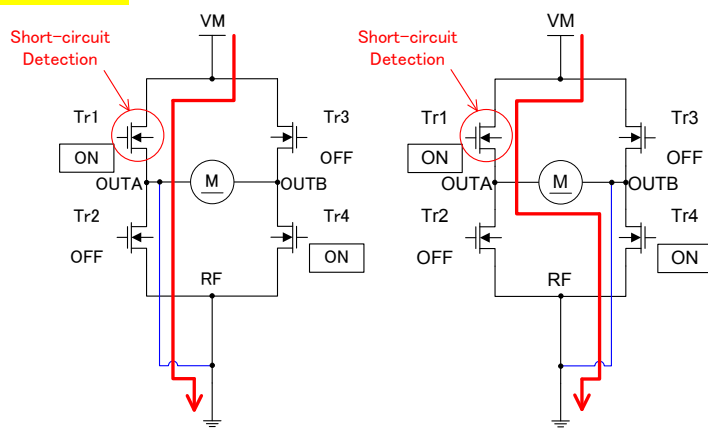 VM
Short-circuit
Detection
Tr1
Tr3
ON
OFF
OUTA
M
OUTB
Tr2
Tr4
OFF
ON
RF
VM
Short-circuit
Detection
Tr1
Tr3
ON
OFF
OUTA
M
OUTB
Tr2
Tr4
OFF
ON
RF